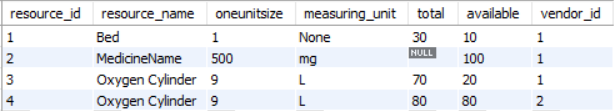 resource_id resource_name oneunitsize measuring_unit total available vendor_id
1 Bed 1 None 30 10 1
2 MedicineName 500 mg NULL 100 1
3 Oxygen Cylinder 9 L 70 20 1
4 Oxygen Cylinder 9 L 80 80 2